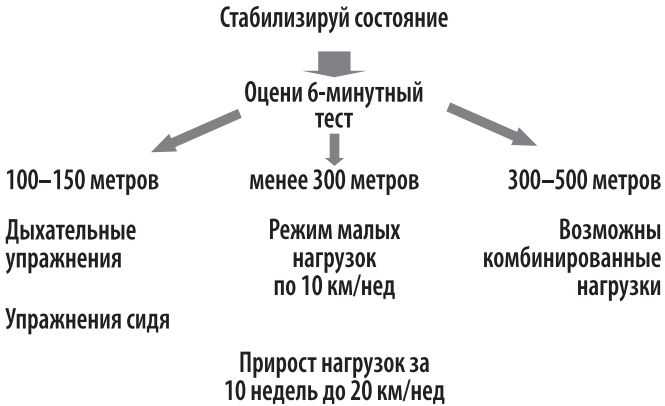 Стабилизируй состояние
Оцени 6-минутный
тест
100–150 метров
Дыхательные
упражнения
Упражнения сидя
менее 300 метров
Режим малых
нагрузок
по 10 км/нед
Прирост нагрузок за
10 недель до 20 км/нед
300–500 метров
Возможны
комбинированные
нагрузки